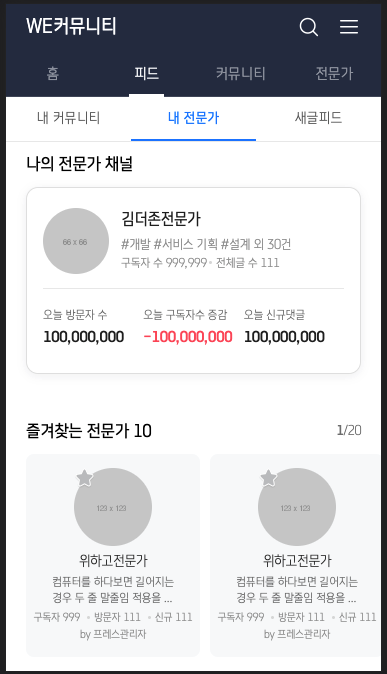 WE커뮤니티
홈 피드 커뮤니티 전문가
내 커뮤니티 내 전문가 새글피드
나의 전문가 채널
66 x 66
김더존전문가
#개발 #서비스 기획 #설계 외 30건
구독자 수 999,999 • 전체글 수 111
오늘 방문자 수 오늘 구독자수 증감 오늘 신규댓글
100,000,000 -100,000,000 100,000,000
즐겨찾는 전문가 10 1/20
123 x 123 123 x 123
위하고전문가 위하고전문가
컴퓨터를 하다보면 길어지는 컴퓨터를 하다보면 길어지는
경우 두 줄 말줄임 적용을 ... 경우 두 줄 말줄임 적용을 ...
구독자 999 • 방문자 111 • 신규 111 구독자 999 • 방문자 111 • 신규 111
by 프레스관리자 by 프레스관리자